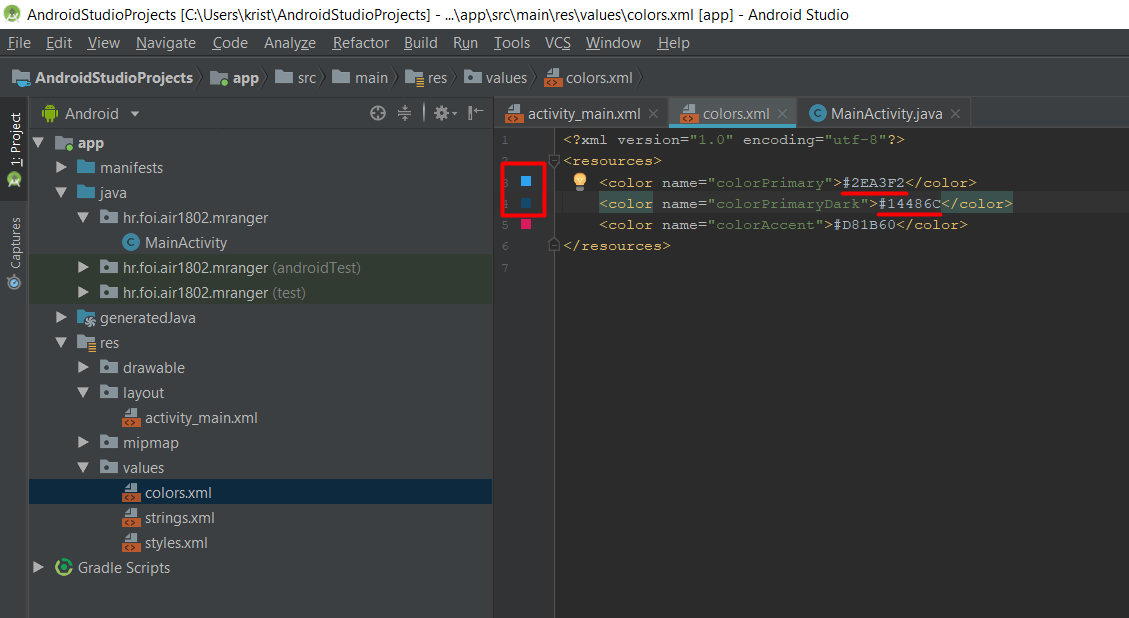 AndroidStudioProjects [C:\Users\krist\AndroidStudioProjects] - ...\app\src\main\res\values\colors.xml [app] - Android Studio
File Edit View Navigate Code Analyze Refactor Build Run Tools VCS Window Help
AndroidStudioProjects app src main res values colors.xml
1: Project
Captures
Android
app
manifests
java
hr.foi.air1802.mranger
MainActivity
hr.foi.air1802.mranger (androidTest)
hr.foi.air1802.mranger (test)
generatedJava
res
drawable
layout
activity_main.xml
mipmap
values
colors.xml
strings.xml
styles.xml
Gradle Scripts
activity_main.xml colors.xml MainActivity.java
1 <?xml version="1.0" encoding="utf-8"?>
2 <resources>
3 <color name="colorPrimary">#2EA3F2</color>
4 <color name="colorPrimaryDark">#14486C</color>
5 <color name="colorAccent">#D81B60</color>
6 </resources>
7